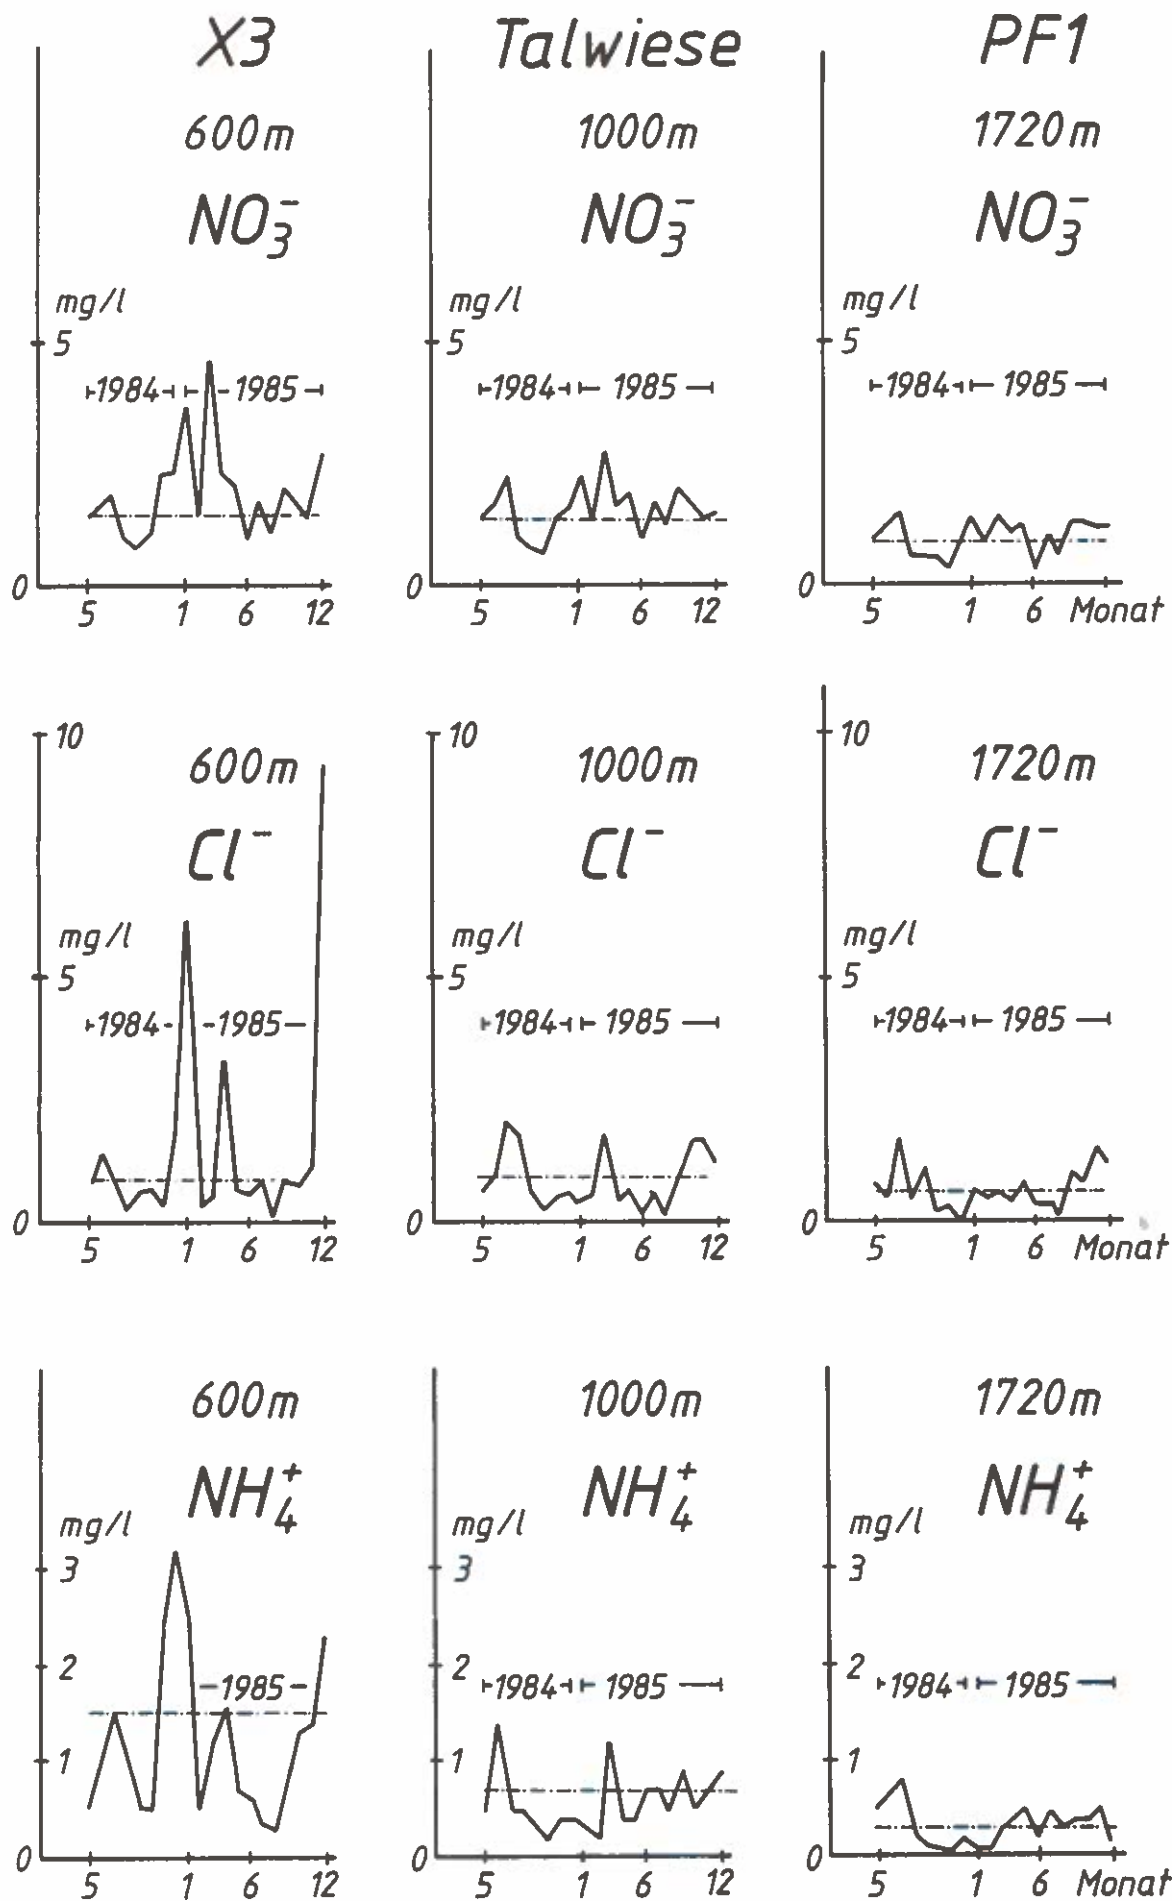 X3 Talwiese PF1
600m 1000m 1720m
NO₃⁻ NO₃⁻ NO₃⁻
mg/l mg/l mg/l
5 5 5
1984 1985 1984 1985 1984 1985
0 0 0
5 1 6 12 5 1 6 12 5 1 6 Monat
10 10 10
600m 1000m 1720m
Cl⁻ Cl⁻ Cl⁻
mg/l mg/l mg/l
5 5 5
1984 1985 1984 1985 1984 1985
0 0 0
5 1 6 12 5 1 6 12 5 1 6 Monat
600m 1000m 1720m
NH₄⁺ NH₄⁺ NH₄⁺
mg/l mg/l mg/l
3 3 3
2 2 2
1985 1984 1985 1984 1985
1 1 1
0 0 0
5 1 6 12 5 1 6 12 5 1 6 Monat